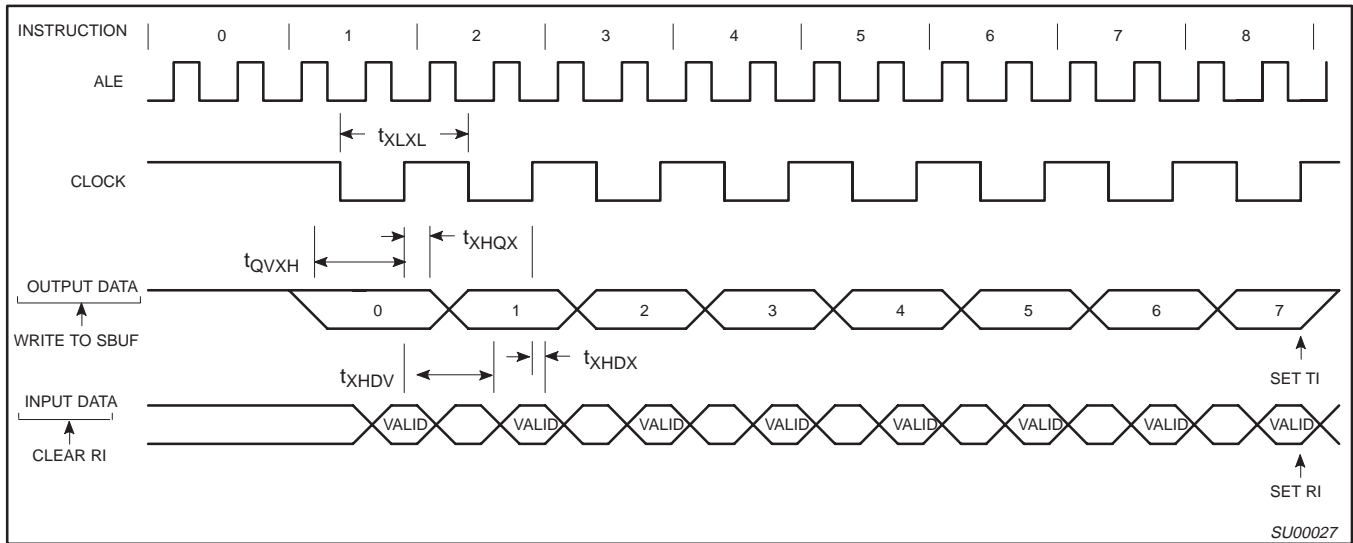 INSTRUCTION 0 1 2 3 4 5 6 7 8
ALE
tXLXL
CLOCK
tXHQX
tQVXH
OUTPUT DATA
0 1 2 3 4 5 6 7
WRITE TO SBUF
tXHDX
tXHDV
SET TI
INPUT DATA
VALID VALID VALID VALID VALID VALID VALID VALID
CLEAR RI
SET RI
SU00027